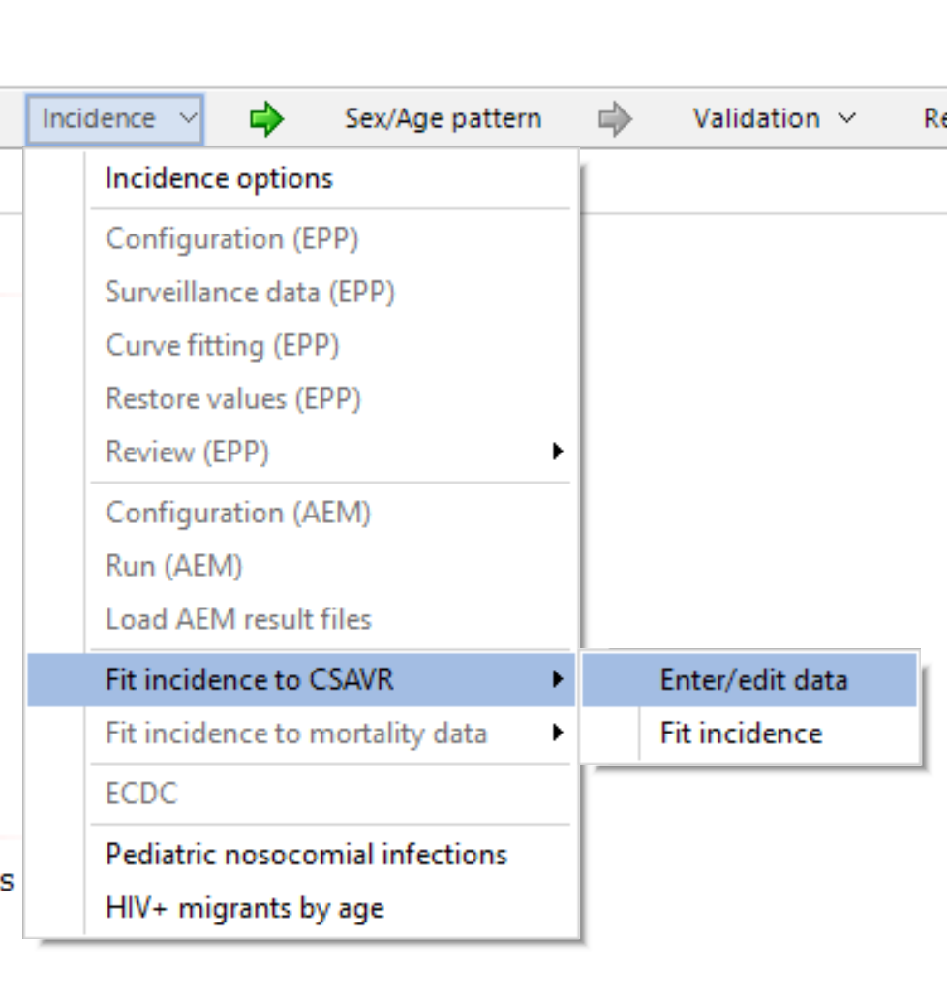 Incidence Sex/Age pattern Validation Re
Incidence options
Configuration (EPP)
Surveillance data (EPP)
Curve fitting (EPP)
Restore values (EPP)
Review (EPP)
Configuration (AEM)
Run (AEM)
Load AEM result files
Fit incidence to CSAVR Enter/edit data
Fit incidence to mortality data Fit incidence
ECDC
Pediatric nosocomial infections
s
HIV+ migrants by age